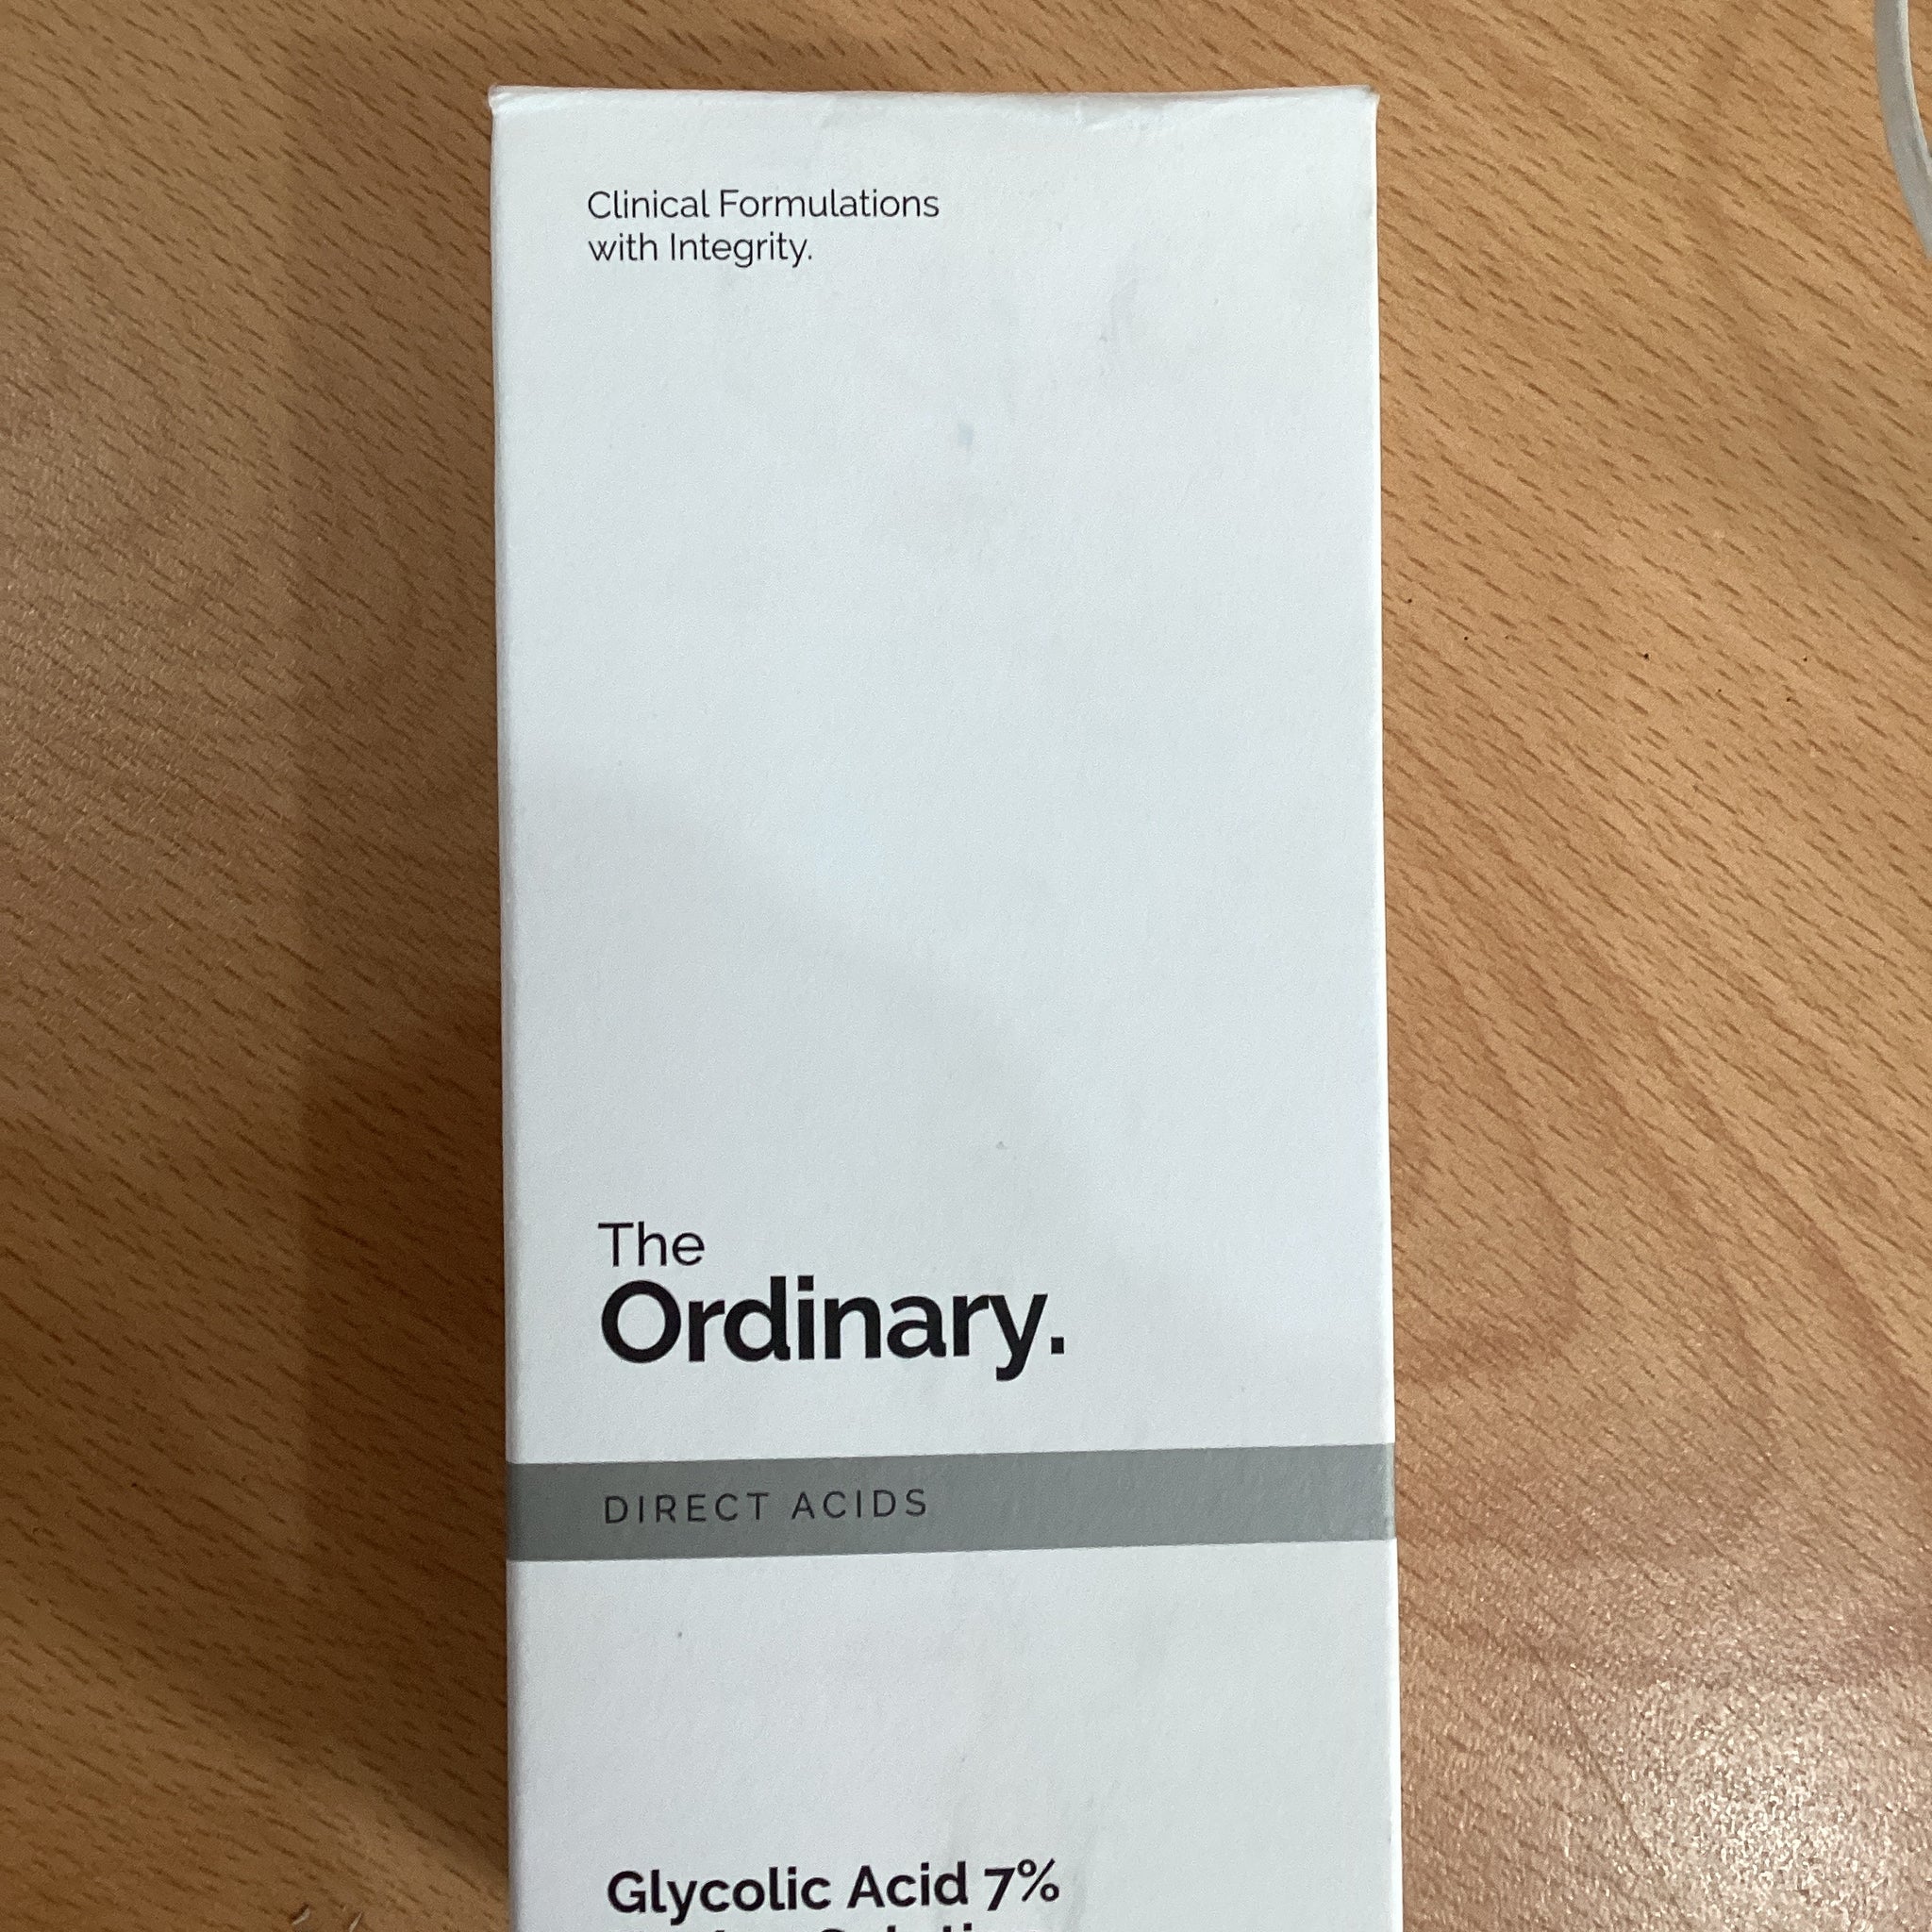 Clinical Formulations
with Integrity.
The
Ordinary.
DIRECT ACIDS
Glycolic Acid 7%